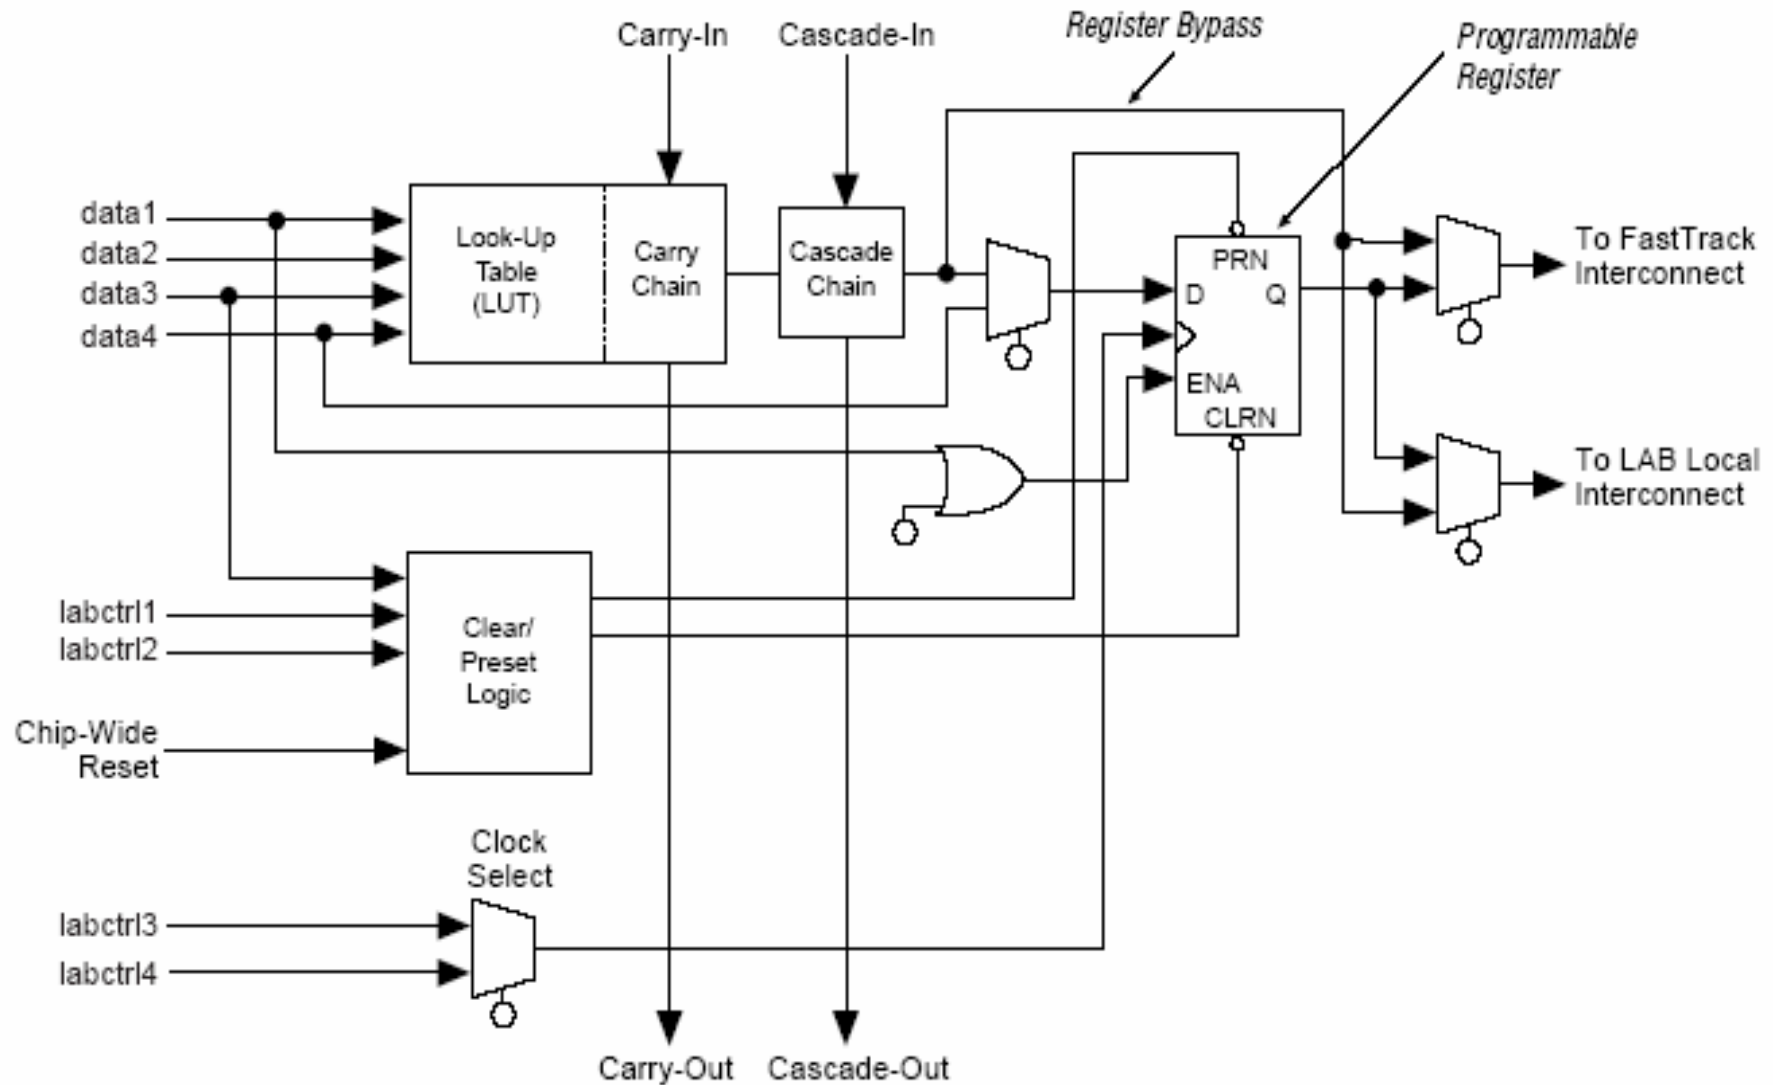 Carry-In
Cascade-In
Register Bypass
Programmable
Register
data1
data2
data3
data4
Look-Up
Table
(LUT)
Carry
Chain
Cascade
Chain
PRN
D
Q
ENA
CLRN
To FastTrack
Interconnect
To LAB Local
Interconnect
labctrl1
labctrl2
Chip-Wide
Reset
Clear/
Preset
Logic
Clock
Select
labctrl3
labctrl4
Carry-Out
Cascade-Out